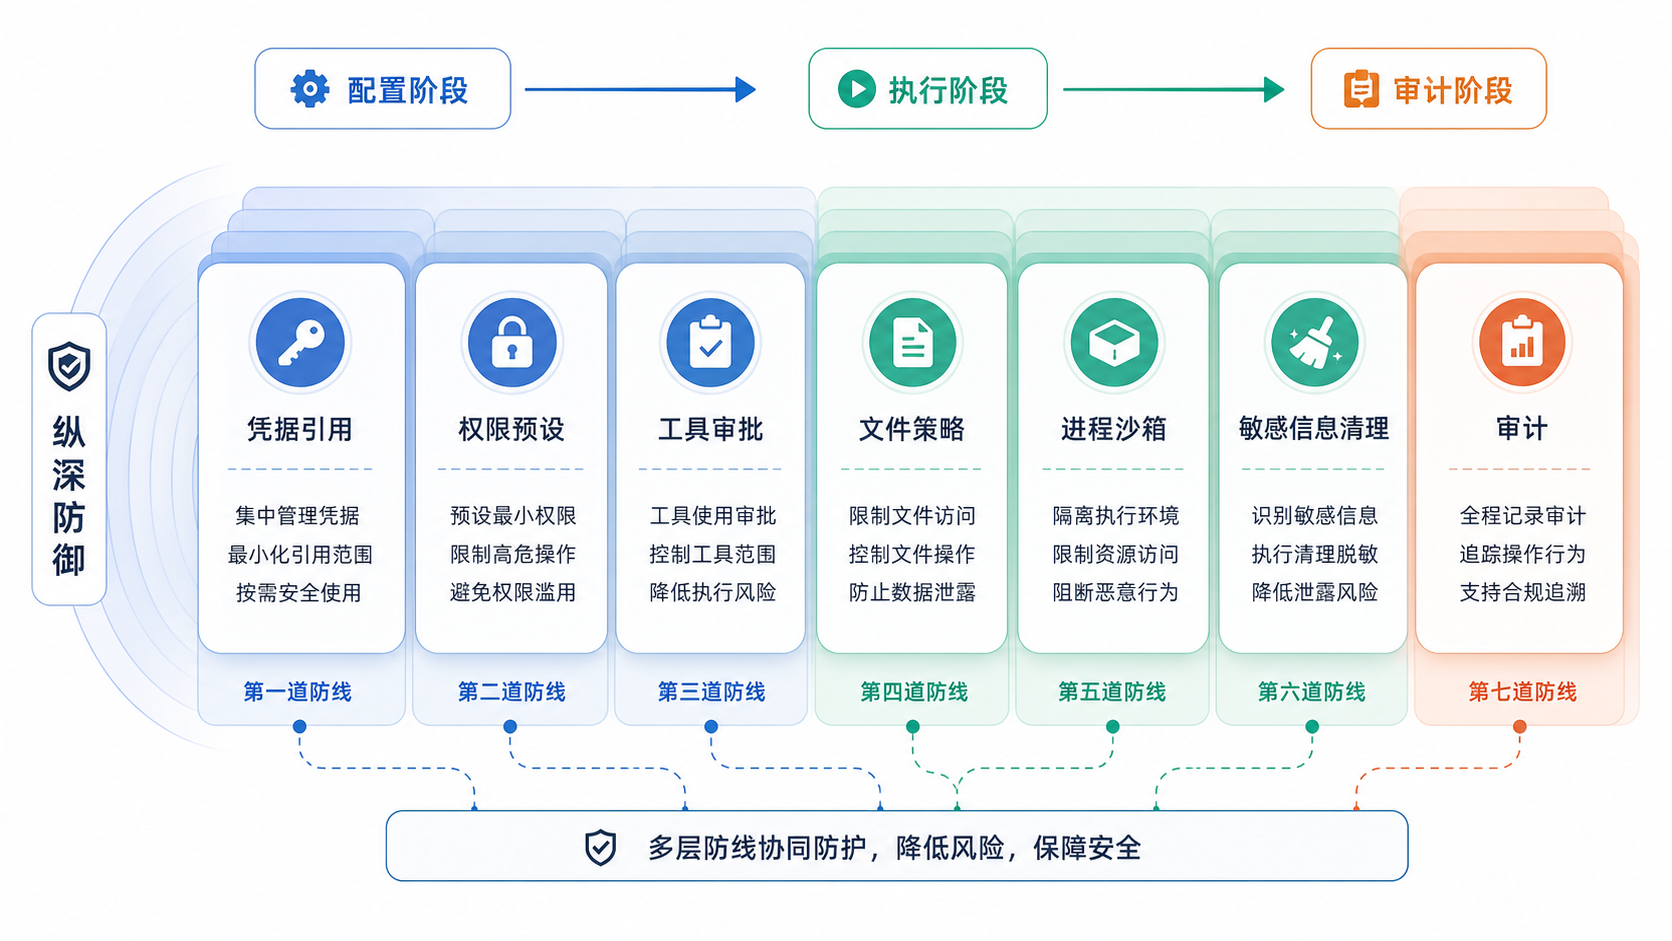 配置阶段
执行阶段
审计阶段
纵深防御
凭据引用
集中管理凭据
最小化引用范围
按需安全使用
第一道防线
权限预设
预设最小权限
限制高危操作
避免权限滥用
第二道防线
工具审批
工具使用审批
控制工具范围
降低执行风险
第三道防线
文件策略
限制文件访问
控制文件操作
防止数据泄露
第四道防线
进程沙箱
隔离执行环境
限制资源访问
阻断恶意行为
第五道防线
敏感信息清理
识别敏感信息
执行清理脱敏
降低泄露风险
第六道防线
审计
全程记录审计
追踪操作行为
支持合规追溯
第七道防线
多层防线协同防护，降低风险，保障安全